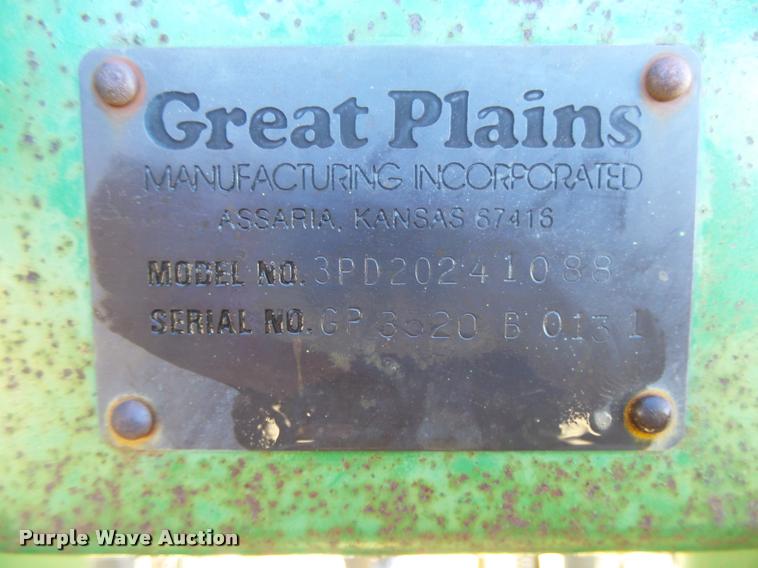 Great Plains
MANUFACTURING INCORPORATED
ASSARIA, KANSAS 67416
MODEL NO. 3PD20241088
SERIAL NO. GP 3520 B 0131
Purple Wave Auction